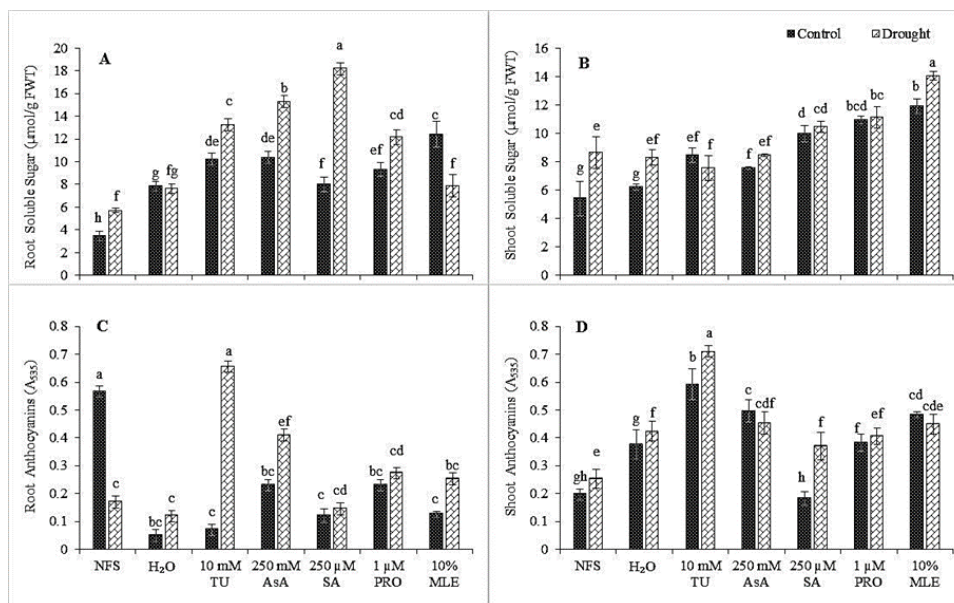 A
Root Soluble Sugar (µmol/g FWT)
20
18
16
14
12
10
8
6
4
2
0
h f g fg de c de b f a ef cd c f
B
Control Drought
Shoot Soluble Sugar (µmol/g FWT)
16
14
12
10
8
6
4
2
0
g e g ef ef f f ef d cd bcd bc b a
C
Root Anthocyanins (A535)
0.8
0.7
0.6
0.5
0.4
0.3
0.2
0.1
0
a c bc c c a bc ef c cd bc cd c bc
NFS H₂O 10 mM TU 250 mM AsA 250 µM SA 1 µM PRO 10% MLE
D
Shoot Anthocyanins (A535)
0.8
0.7
0.6
0.5
0.4
0.3
0.2
0.1
0
gh e g f b a c cdf h f f ef cd cde
NFS H₂O 10 mM TU 250 mM AsA 250 µM SA 1 µM PRO 10% MLE